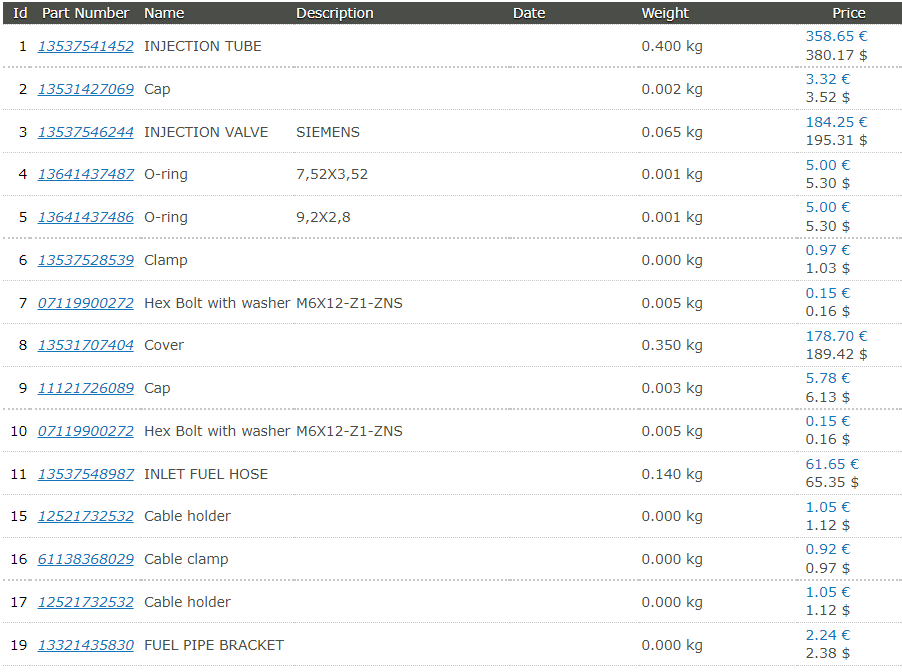 Id Part Number Name Description Date Weight Price
1 13537541452 INJECTION TUBE 0.400 kg 358.65 €
380.17 $
2 13531427069 Cap 0.002 kg 3.32 €
3.52 $
3 13537546244 INJECTION VALVE SIEMENS 0.065 kg 184.25 €
195.31 $
4 13641437487 O-ring 7,52X3,52 0.001 kg 5.00 €
5.30 $
5 13641437486 O-ring 9,2X2,8 0.001 kg 5.00 €
5.30 $
6 13537528539 Clamp 0.000 kg 0.97 €
1.03 $
7 07119900272 Hex Bolt with washer M6X12-Z1-ZNS 0.005 kg 0.15 €
0.16 $
8 13531707404 Cover 0.350 kg 178.70 €
189.42 $
9 11121726089 Cap 0.003 kg 5.78 €
6.13 $
10 07119900272 Hex Bolt with washer M6X12-Z1-ZNS 0.005 kg 0.15 €
0.16 $
11 13537548987 INLET FUEL HOSE 0.140 kg 61.65 €
65.35 $
15 12521732532 Cable holder 0.000 kg 1.05 €
1.12 $
16 61138368029 Cable clamp 0.000 kg 0.92 €
0.97 $
17 12521732532 Cable holder 0.000 kg 1.05 €
1.12 $
19 13321435830 FUEL PIPE BRACKET 0.000 kg 2.24 €
2.38 $